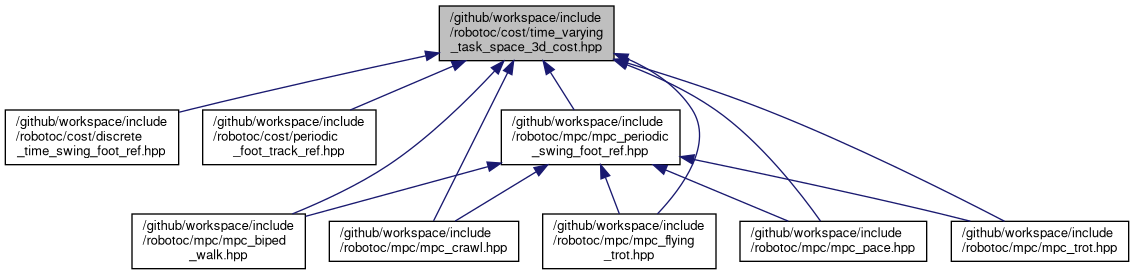 /github/workspace/include
/robotoc/cost/time_varying
_task_space_3d_cost.hpp
/github/workspace/include
/robotoc/cost/discrete
_time_swing_foot_ref.hpp
/github/workspace/include
/robotoc/cost/periodic
_foot_track_ref.hpp
/github/workspace/include
/robotoc/mpc/mpc_periodic
_swing_foot_ref.hpp
/github/workspace/include
/robotoc/mpc/mpc_biped
_walk.hpp
/github/workspace/include
/robotoc/mpc/mpc_crawl.hpp
/github/workspace/include
/robotoc/mpc/mpc_flying
_trot.hpp
/github/workspace/include
/robotoc/mpc/mpc_pace.hpp
/github/workspace/include
/robotoc/mpc/mpc_trot.hpp